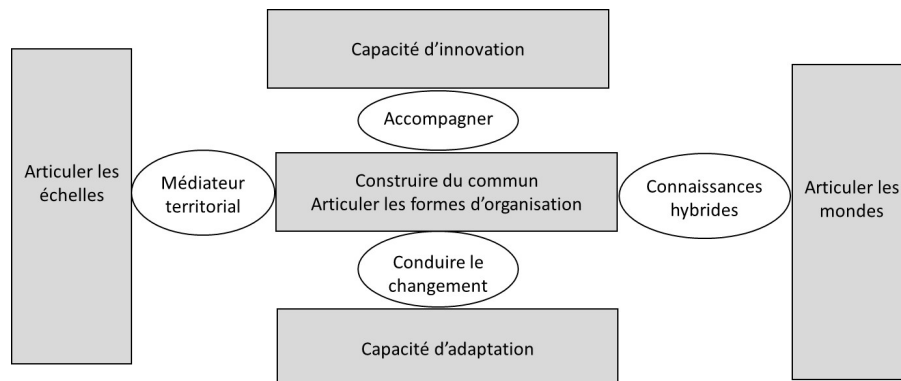 Capacité d’innovation
Accompagner
Articuler les
échelles
Médiateur
territorial
Construire du commun
Articuler les formes d’organisation
Connaissances
hybrides
Articuler les
mondes
Conduire le
changement
Capacité d’adaptation